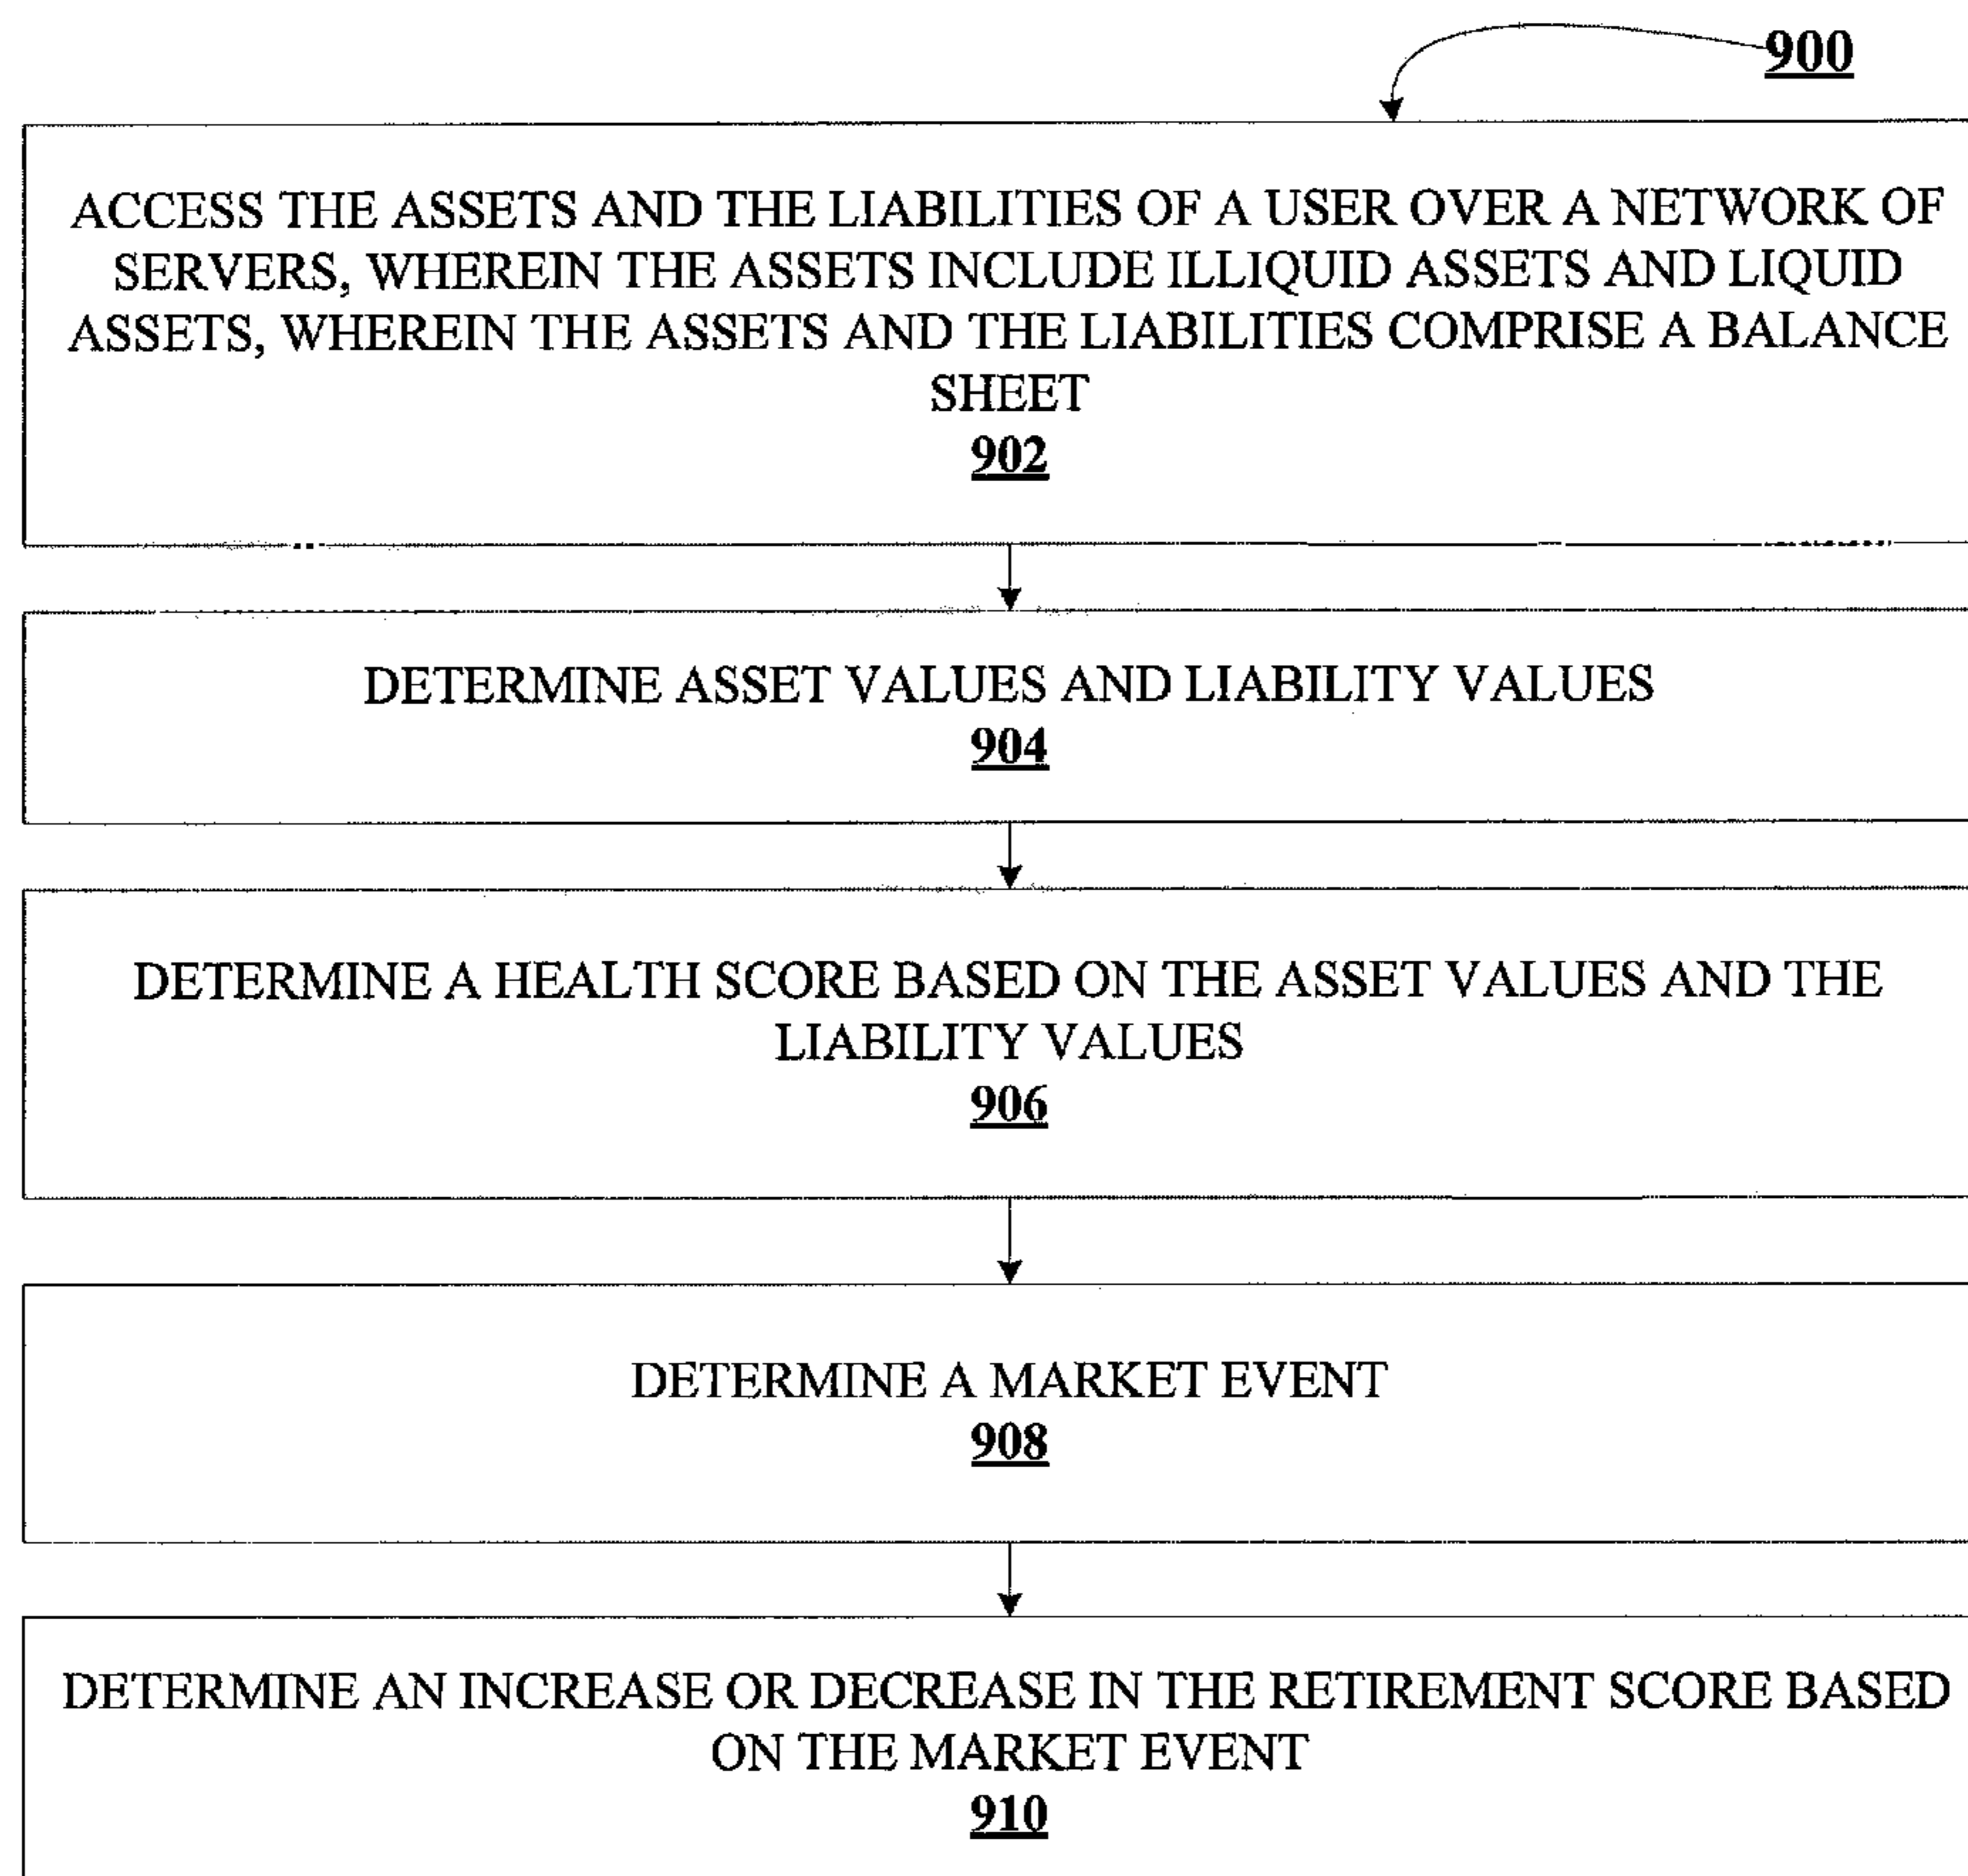 900
ACCESS THE ASSETS AND THE LIABILITIES OF A USER OVER A NETWORK OF
SERVERS, WHEREIN THE ASSETS INCLUDE ILLIQUID ASSETS AND LIQUID
ASSETS, WHEREIN THE ASSETS AND THE LIABILITIES COMPRISE A BALANCE
SHEET
902
DETERMINE ASSET VALUES AND LIABILITY VALUES
904
DETERMINE A HEALTH SCORE BASED ON THE ASSET VALUES AND THE
LIABILITY VALUES
906
DETERMINE A MARKET EVENT
908
DETERMINE AN INCREASE OR DECREASE IN THE RETIREMENT SCORE BASED
ON THE MARKET EVENT
910